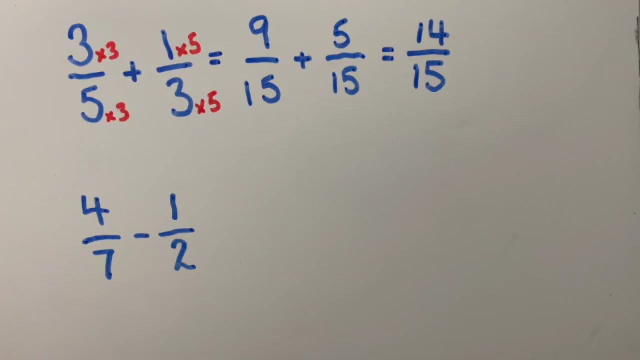 3×3/5×3 + 1×5/3×5 = 9/15 + 5/15 = 14/15
4/7 - 1/2